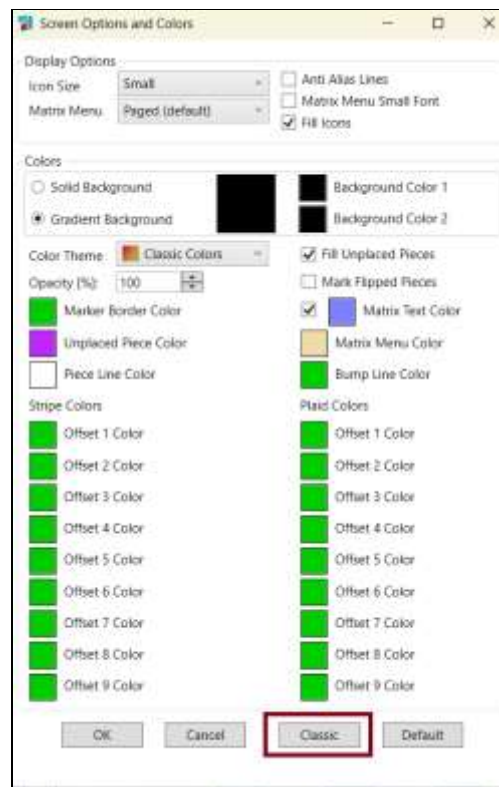 Screen Options and Colors
Display Options
Icon Size Small Anti Alias Lines
Matrix Menu Paged (default) Matrix Menu Small Font
Fill Icons
Colors
Solid Background Background Color 1
Gradient Background Background Color 2
Color Theme Classic Colors Fill Unplaced Pieces
Opacity (%): 100 Mark Flipped Pieces
Marker Border Color Matrix Text Color
Unplaced Piece Color Matrix Menu Color
Piece Line Color Bump Line Color
Stripe Colors Plaid Colors
Offset 1 Color Offset 1 Color
Offset 2 Color Offset 2 Color
Offset 3 Color Offset 3 Color
Offset 4 Color Offset 4 Color
Offset 5 Color Offset 5 Color
Offset 6 Color Offset 6 Color
Offset 7 Color Offset 7 Color
Offset 8 Color Offset 8 Color
Offset 9 Color Offset 9 Color
OK Cancel Classic Default